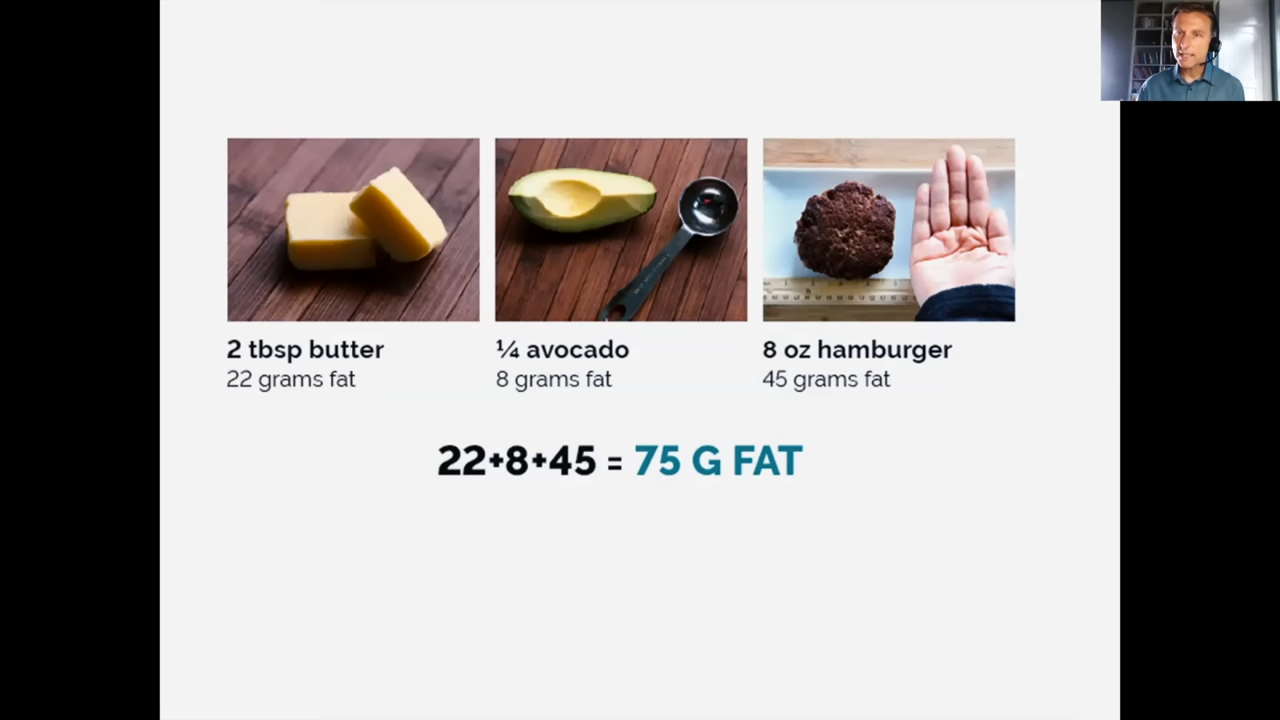 2 tbsp butter
22 grams fat
¼ avocado
8 grams fat
8 oz hamburger
45 grams fat
22+8+45 = 75 G FAT